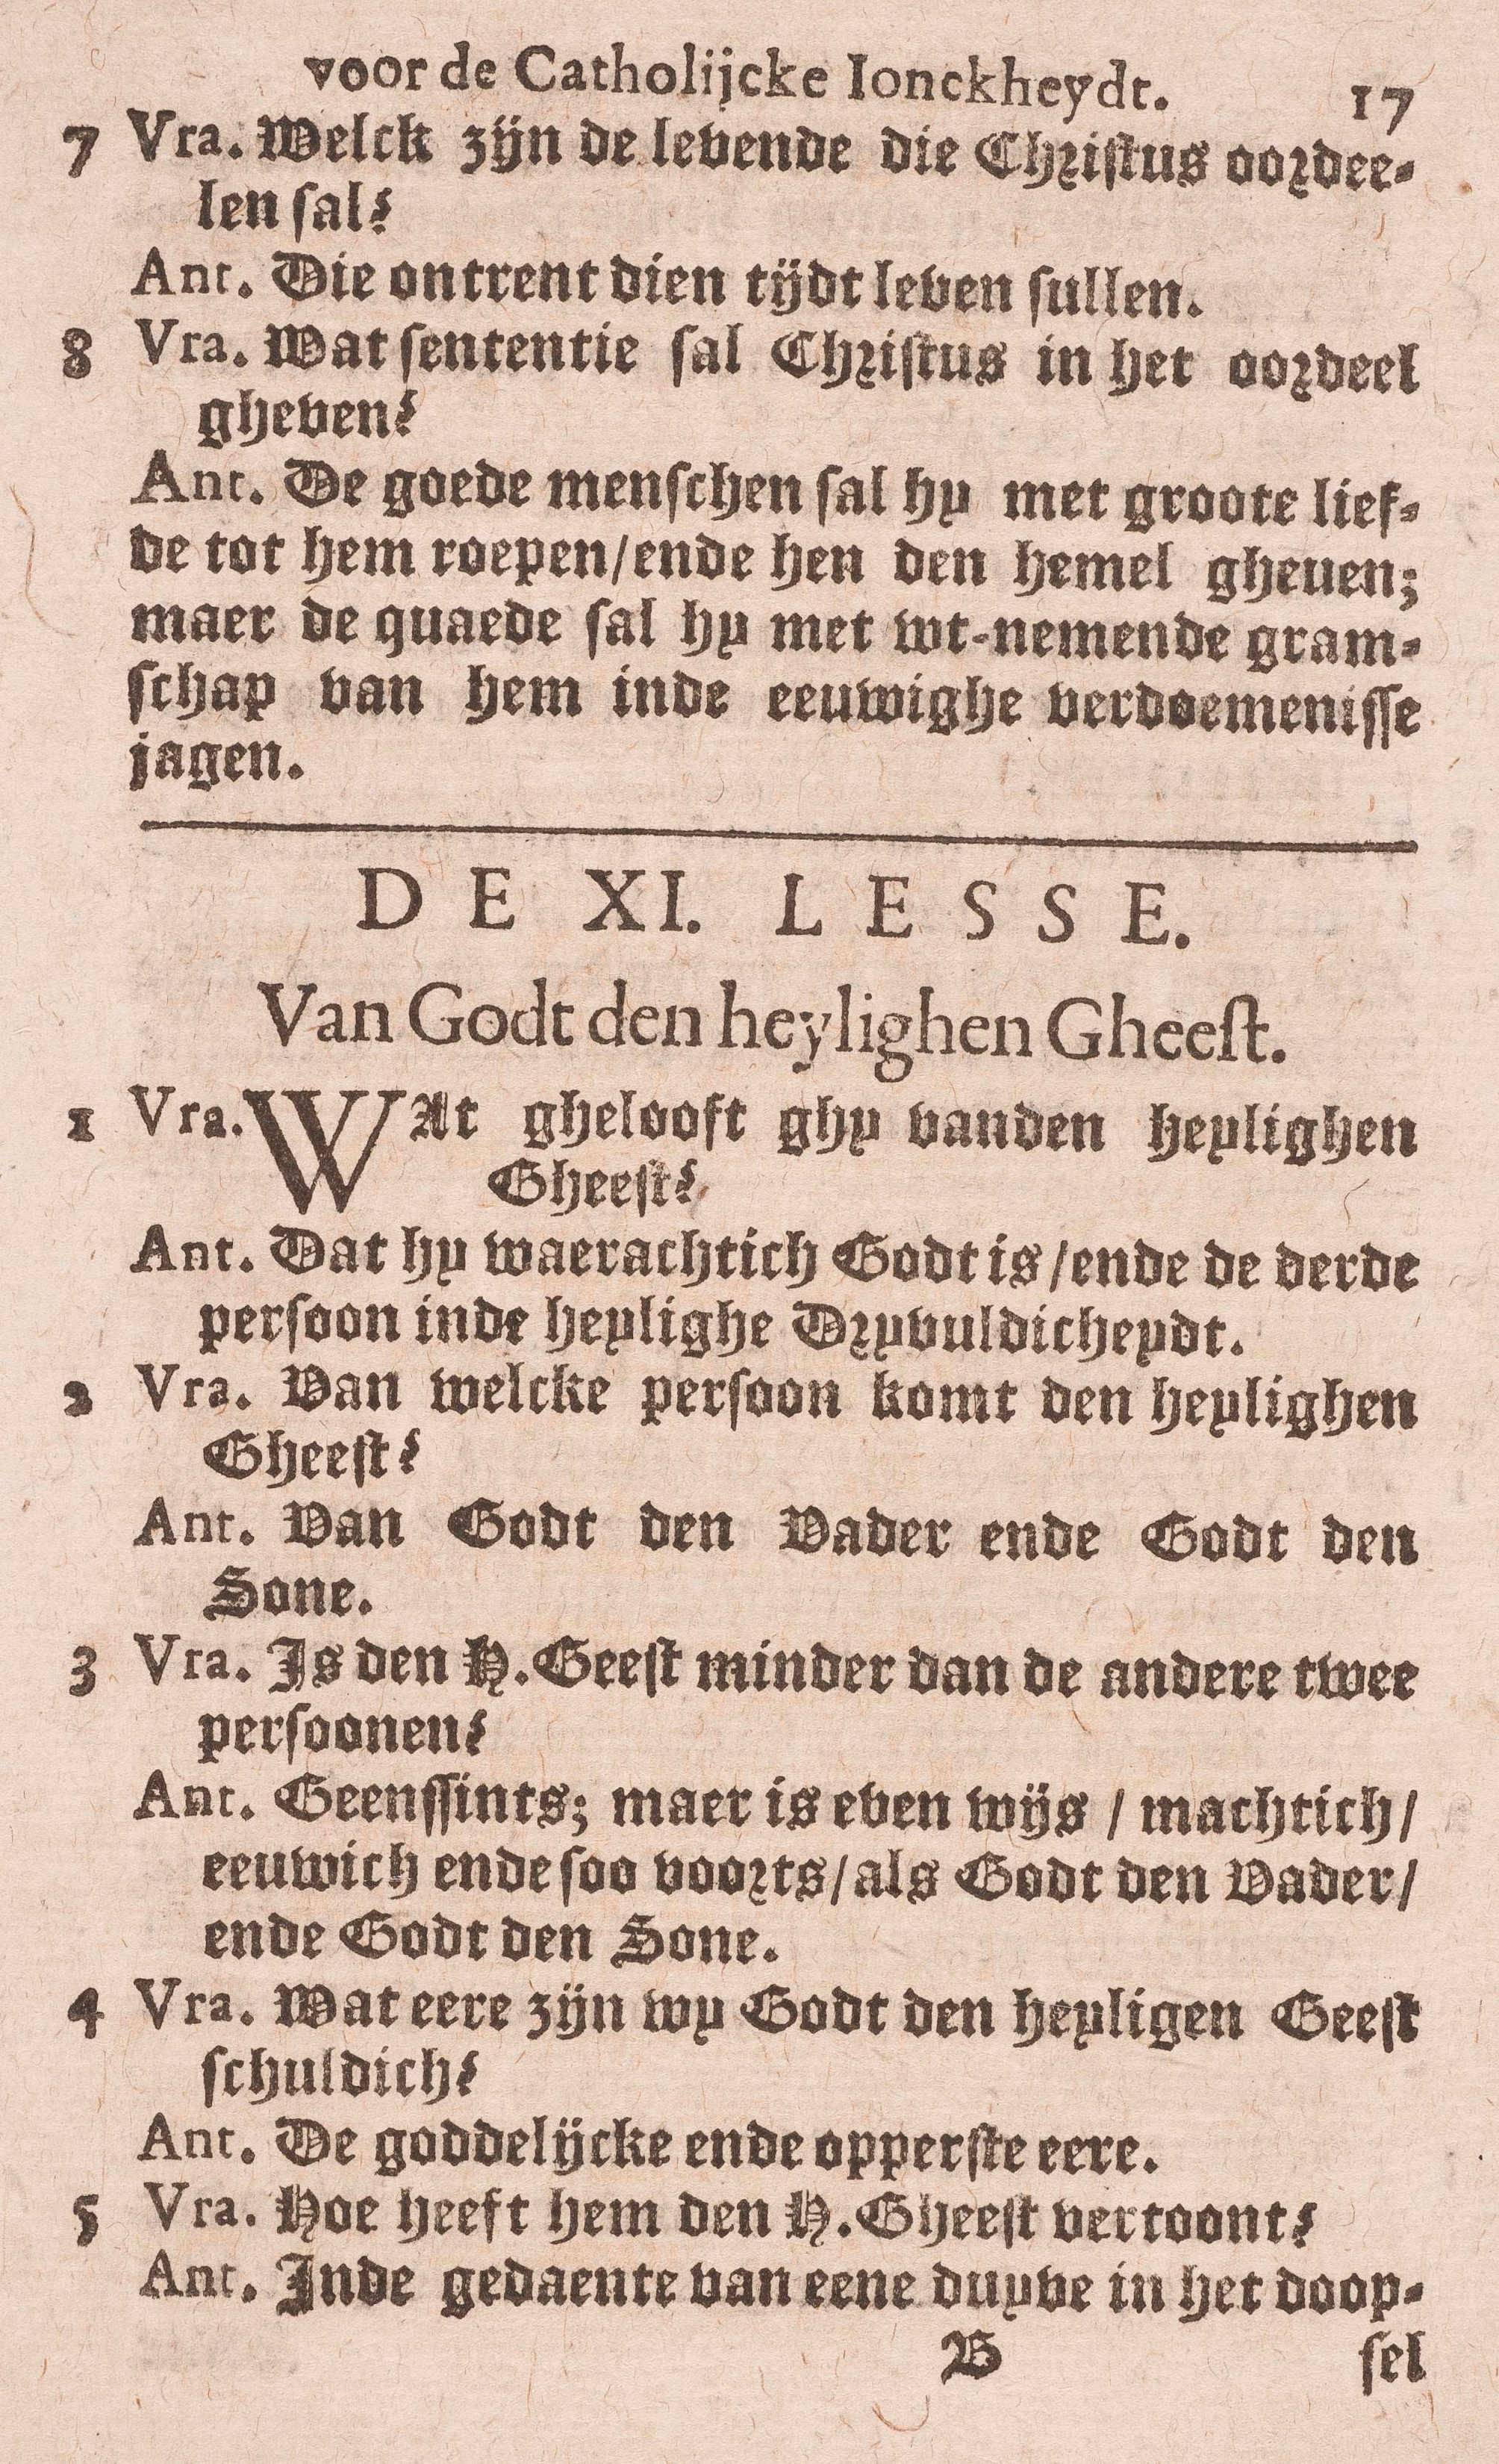 voor de Catholijcke Ionckheydt. 17
7 Vra. Welck zijn de levende die Christus oordee-
len sal?
Ant. Die ontrent dien tijdt leven sullen.
8 Vra. Wat sententie sal Christus in het oordeel
gheven?
Ant. De goede menschen sal hy met groote lief-
de tot hem roepen/ende hen den hemel gheuen;
maer de quaede sal hy met wt-nemende gram-
schap van hem inde eeuwighe verdoemenisse
jagen.
DE XI. LESSE.
Van Godt den heylighen Gheest.
1 Vra. WAt ghelooft ghy vanden heylighen
Gheest?
Ant. Dat hy waerachtich Godt is/ende de derde
persoon inde heylighe Dryvuldicheydt.
2 Vra. Van welcke persoon komt den heylighen
Gheest?
Ant. Van Godt den Vader ende Godt den
Sone.
3 Vra. Is den H. Geest minder dan de andere twee
persoonen?
Ant. Geenssints; maer is even wijs / machtich/
eeuwich ende soo voorts/als Godt den Vader/
ende Godt den Sone.
4 Vra. Wat eere zijn wy Godt den heyligen Geest
schuldich?
Ant. De goddelijcke ende opperste eere.
5 Vra. Hoe heeft hem den H. Gheest vertoont?
Ant. Inde gedaente van eene duyve in het doop-
B sel